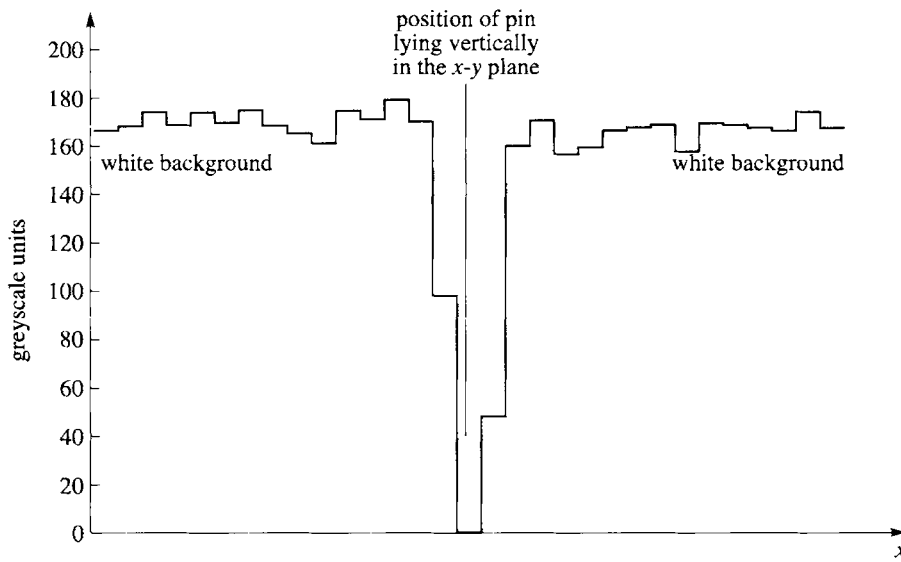 position of pin
lying vertically
in the x-y plane
200
180
160
140
120
100
80
60
40
20
0
white background
white background
greyscale units
x